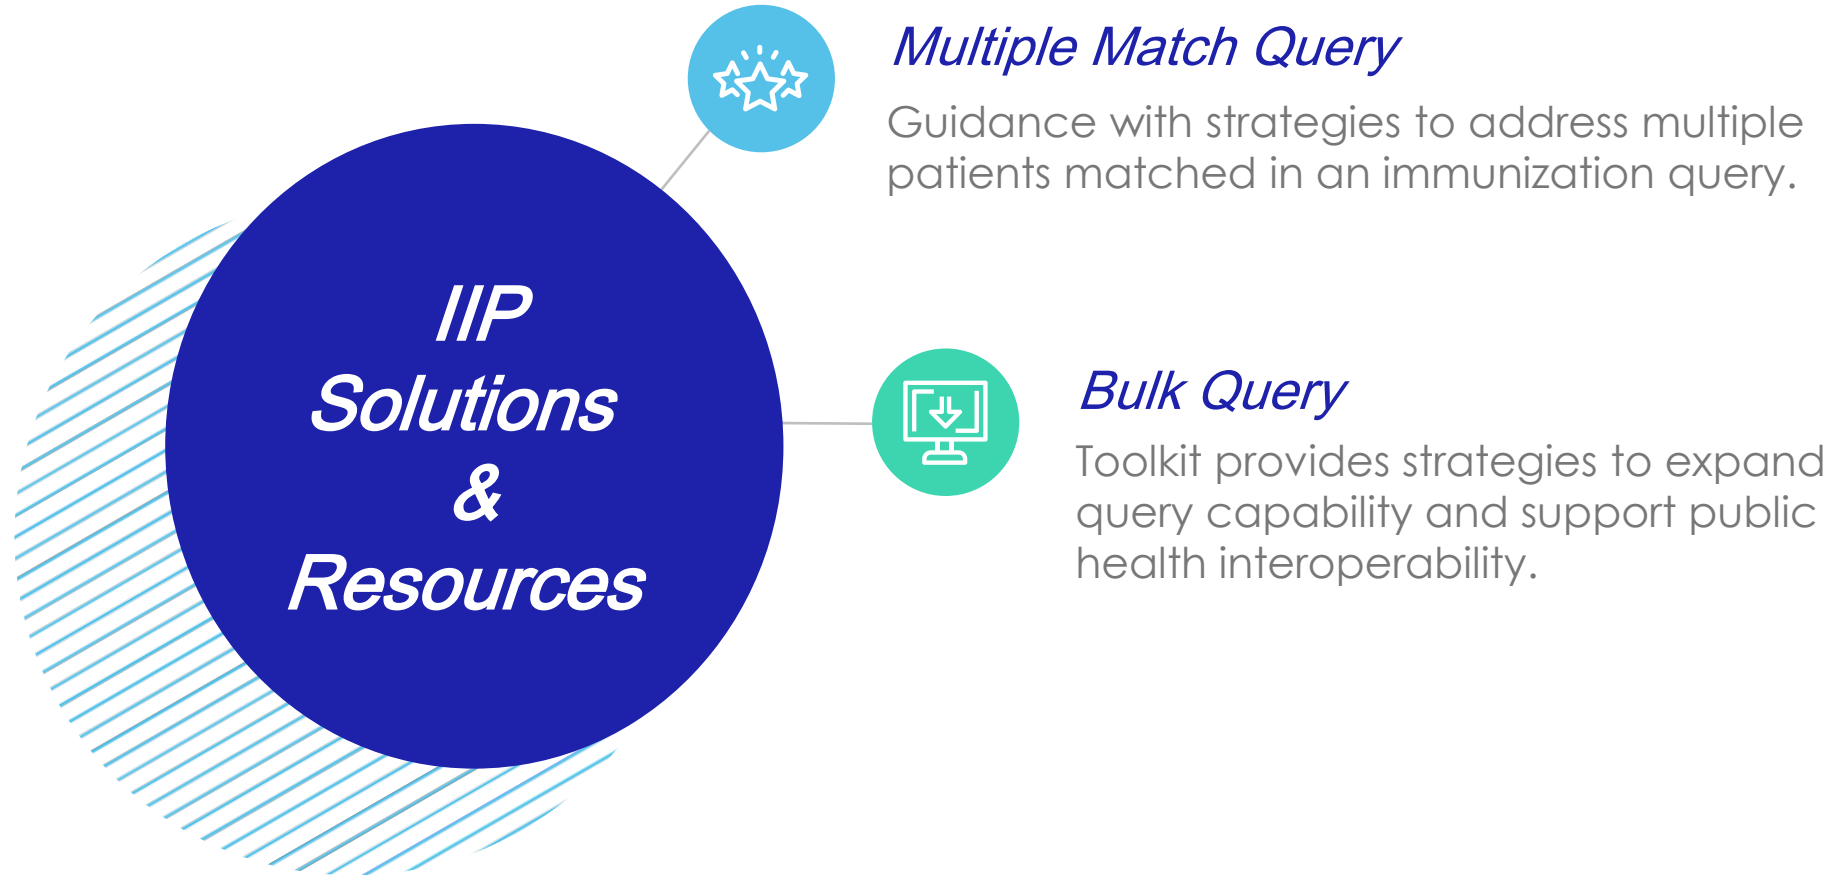 IIP
Solutions
&
Resources
Multiple Match Query
Guidance with strategies to address multiple
patients matched in an immunization query.
Bulk Query
Toolkit provides strategies to expand
query capability and support public
health interoperability.